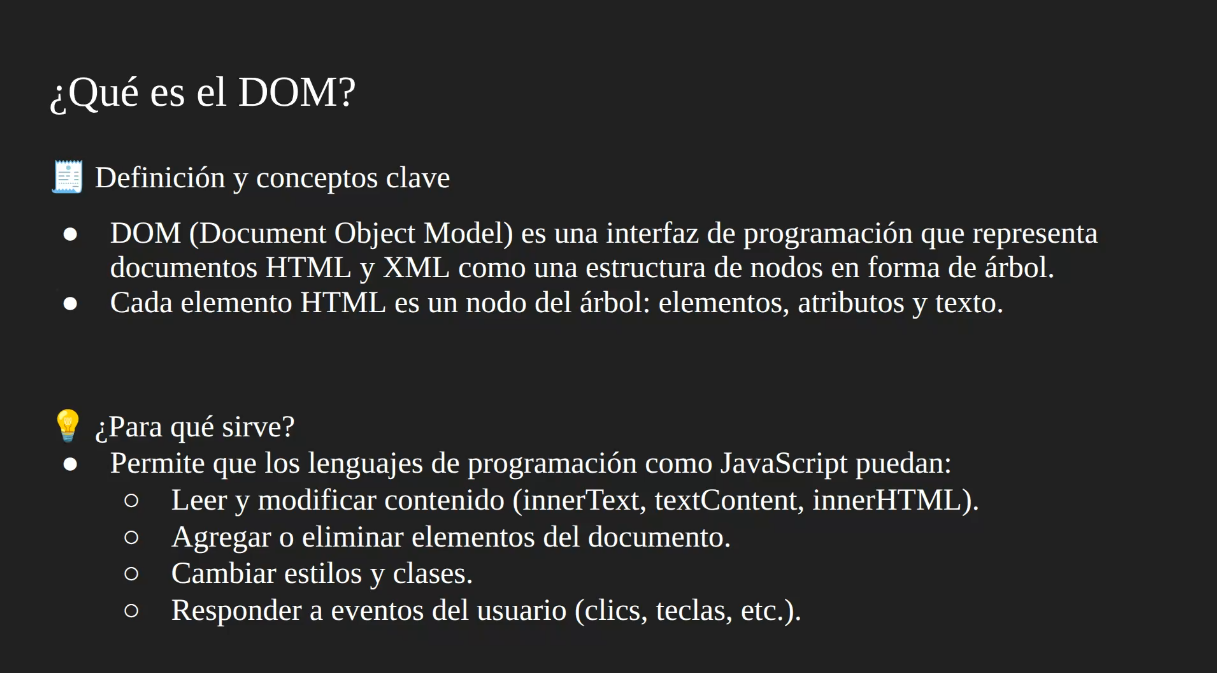 ¿Qué es el DOM?
🧾 Definición y conceptos clave
● DOM (Document Object Model) es una interfaz de programación que representa
documentos HTML y XML como una estructura de nodos en forma de árbol.
● Cada elemento HTML es un nodo del árbol: elementos, atributos y texto.
💡 ¿Para qué sirve?
● Permite que los lenguajes de programación como JavaScript puedan:
○ Leer y modificar contenido (innerText, textContent, innerHTML).
○ Agregar o eliminar elementos del documento.
○ Cambiar estilos y clases.
○ Responder a eventos del usuario (clics, teclas, etc.).